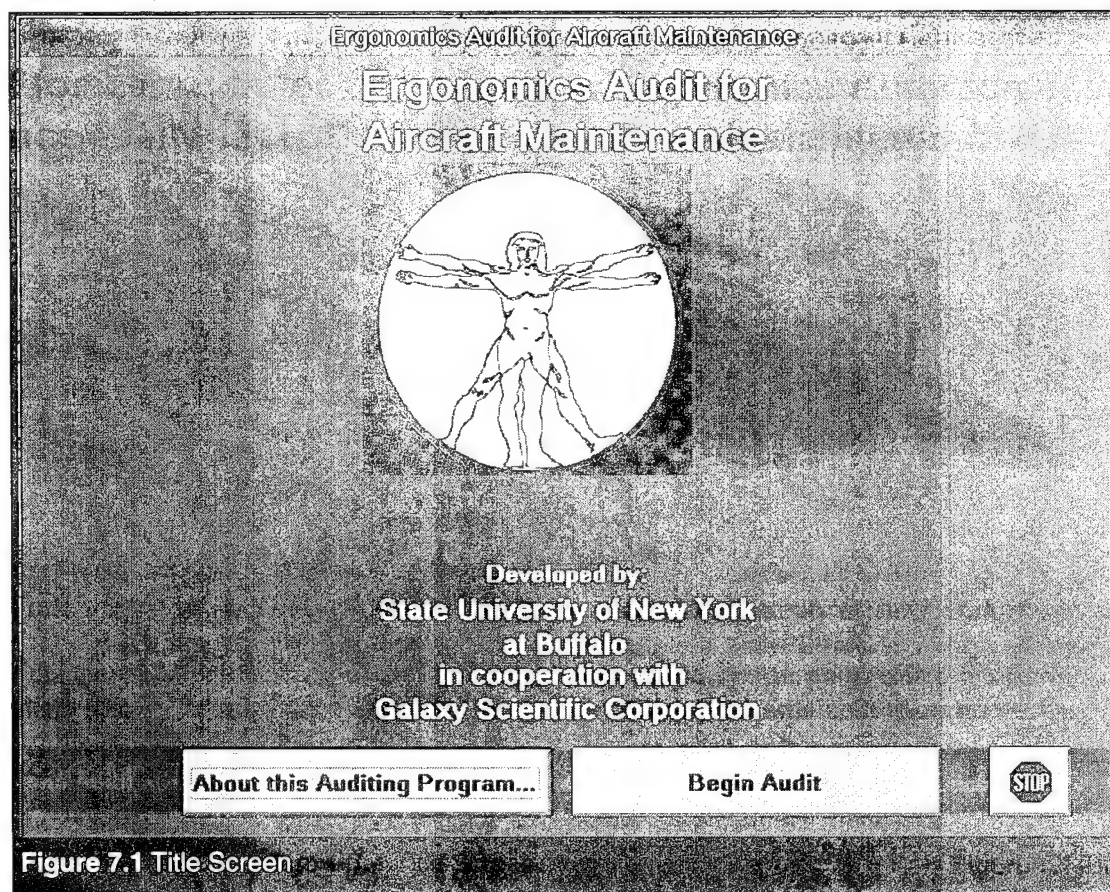 Ergonomics Audit for Aircraft Maintenance
Ergonomics Audit for
Aircraft Maintenance
Developed by:
State University of New York
at Buffalo
in cooperation with
Galaxy Scientific Corporation
About this Auditing Program...
Begin Audit
STOP
Figure 7.1 Title Screen